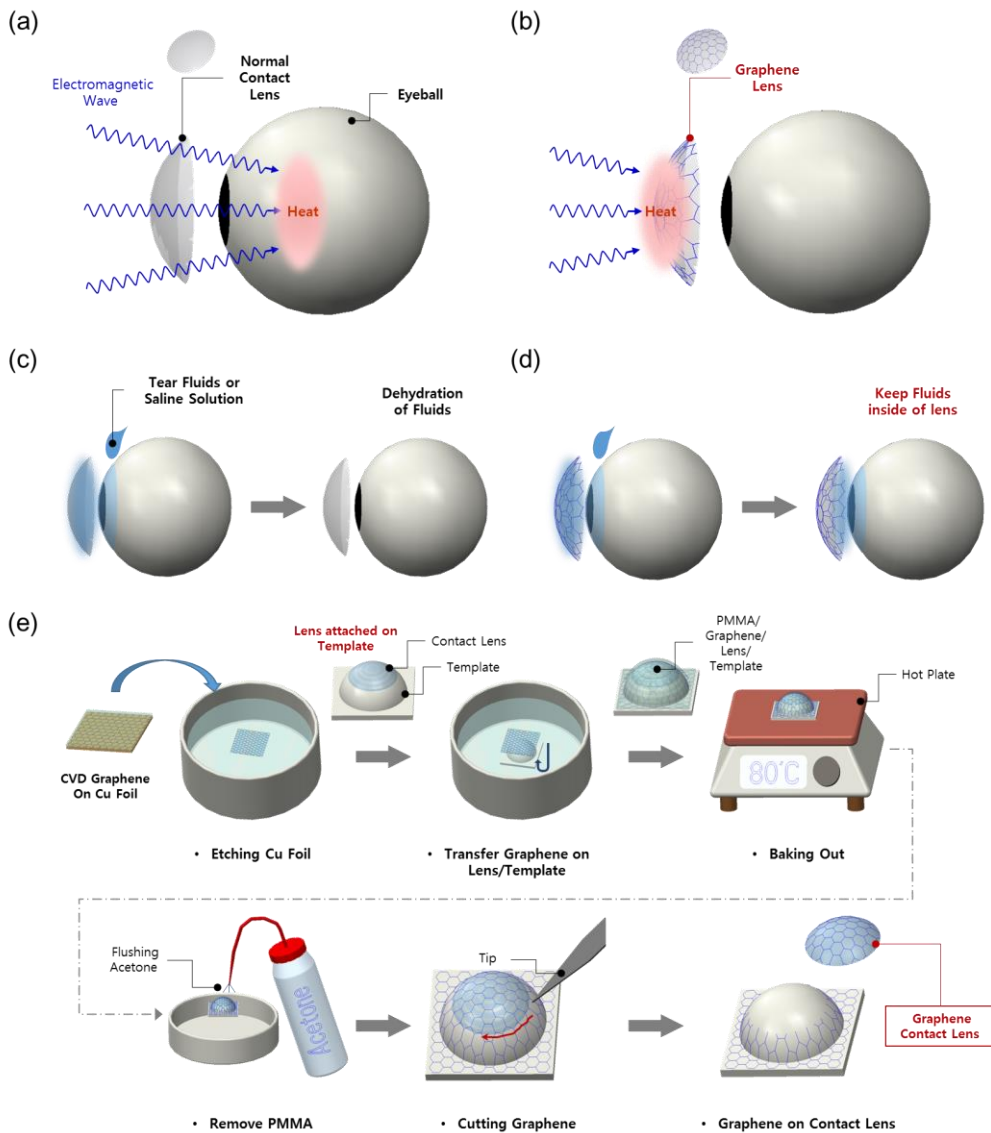 (a)
Electromagnetic
Wave
Normal
Contact
Lens
Eyeball
Heat
(b)
Graphene
Lens
Heat
(c)
Tear Fluids or
Saline Solution
Dehydration
of Fluids
(d)
Keep Fluids
inside of lens
(e)
CVD Graphene
On Cu Foil
• Etching Cu Foil
Lens attached on
Template
Contact Lens
Template
• Transfer Graphene on
Lens/Template
PMMA/
Graphene/
Lens/
Template
Hot Plate
80°C
• Baking Out
Flushing
Acetone
Acetone
• Remove PMMA
Tip
• Cutting Graphene
Graphene
Contact Lens
• Graphene on Contact Lens